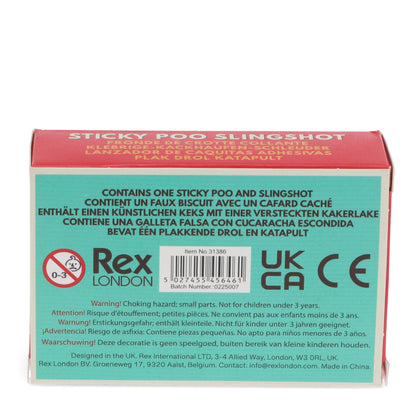 STICKY POO SLINGSHOT
FRONDE DE CROTTE COLLANTE
KLEBRIGE-KACKHAUFEN SCHLEUDER
LANZADOR DE CAQUITAS ADHESIVAS
PLAK DROL KATAPULT
CONTAINS ONE STICKY POO AND SLINGSHOT
CONTIENT UN FAUX BISCUIT AVEC UN CAFARD CACHÉ
ENTHÄLT EINEN KÜNSTLICHEN KEKS MIT EINER VERSTECKTEN KAKERLAKE
CONTIENE UNA GALLETA FALSA CON CUCARACHA ESCONDIDA
BEVAT ÉÉN PLAKKENDE DROL EN KATAPULT
0-3
Rex
LONDON
Item No 31386
5 027455 456461
Batch Number: 0225007
UK
CA
CE
Warning! Choking hazard; small parts. Not for children under 3 years.
Attention! Risque d'étouffement; petites pièces. Ne convient pas aux enfants moins de 3 ans.
Warnung! Erstickungsgefahr; enthält kleinteile. Nicht für kinder unter 3 jahren geeignet.
¡Advertencia! Riesgo de asfixia: Contiene piezas pequeñas. No apto para niños menores de 3 años.
Waarschuwing! Deze decoratie is geen speelgoed, buiten bereik van kleine kinderen houden.
Designed in the UK. Rex International LTD, 3-4 Allied Way, London, W3 0RL, UK.
Rex London BV. Groeneweg 17, 9320 Aalst, Belgium. Contact: info@rexlondon.com. Made in China.